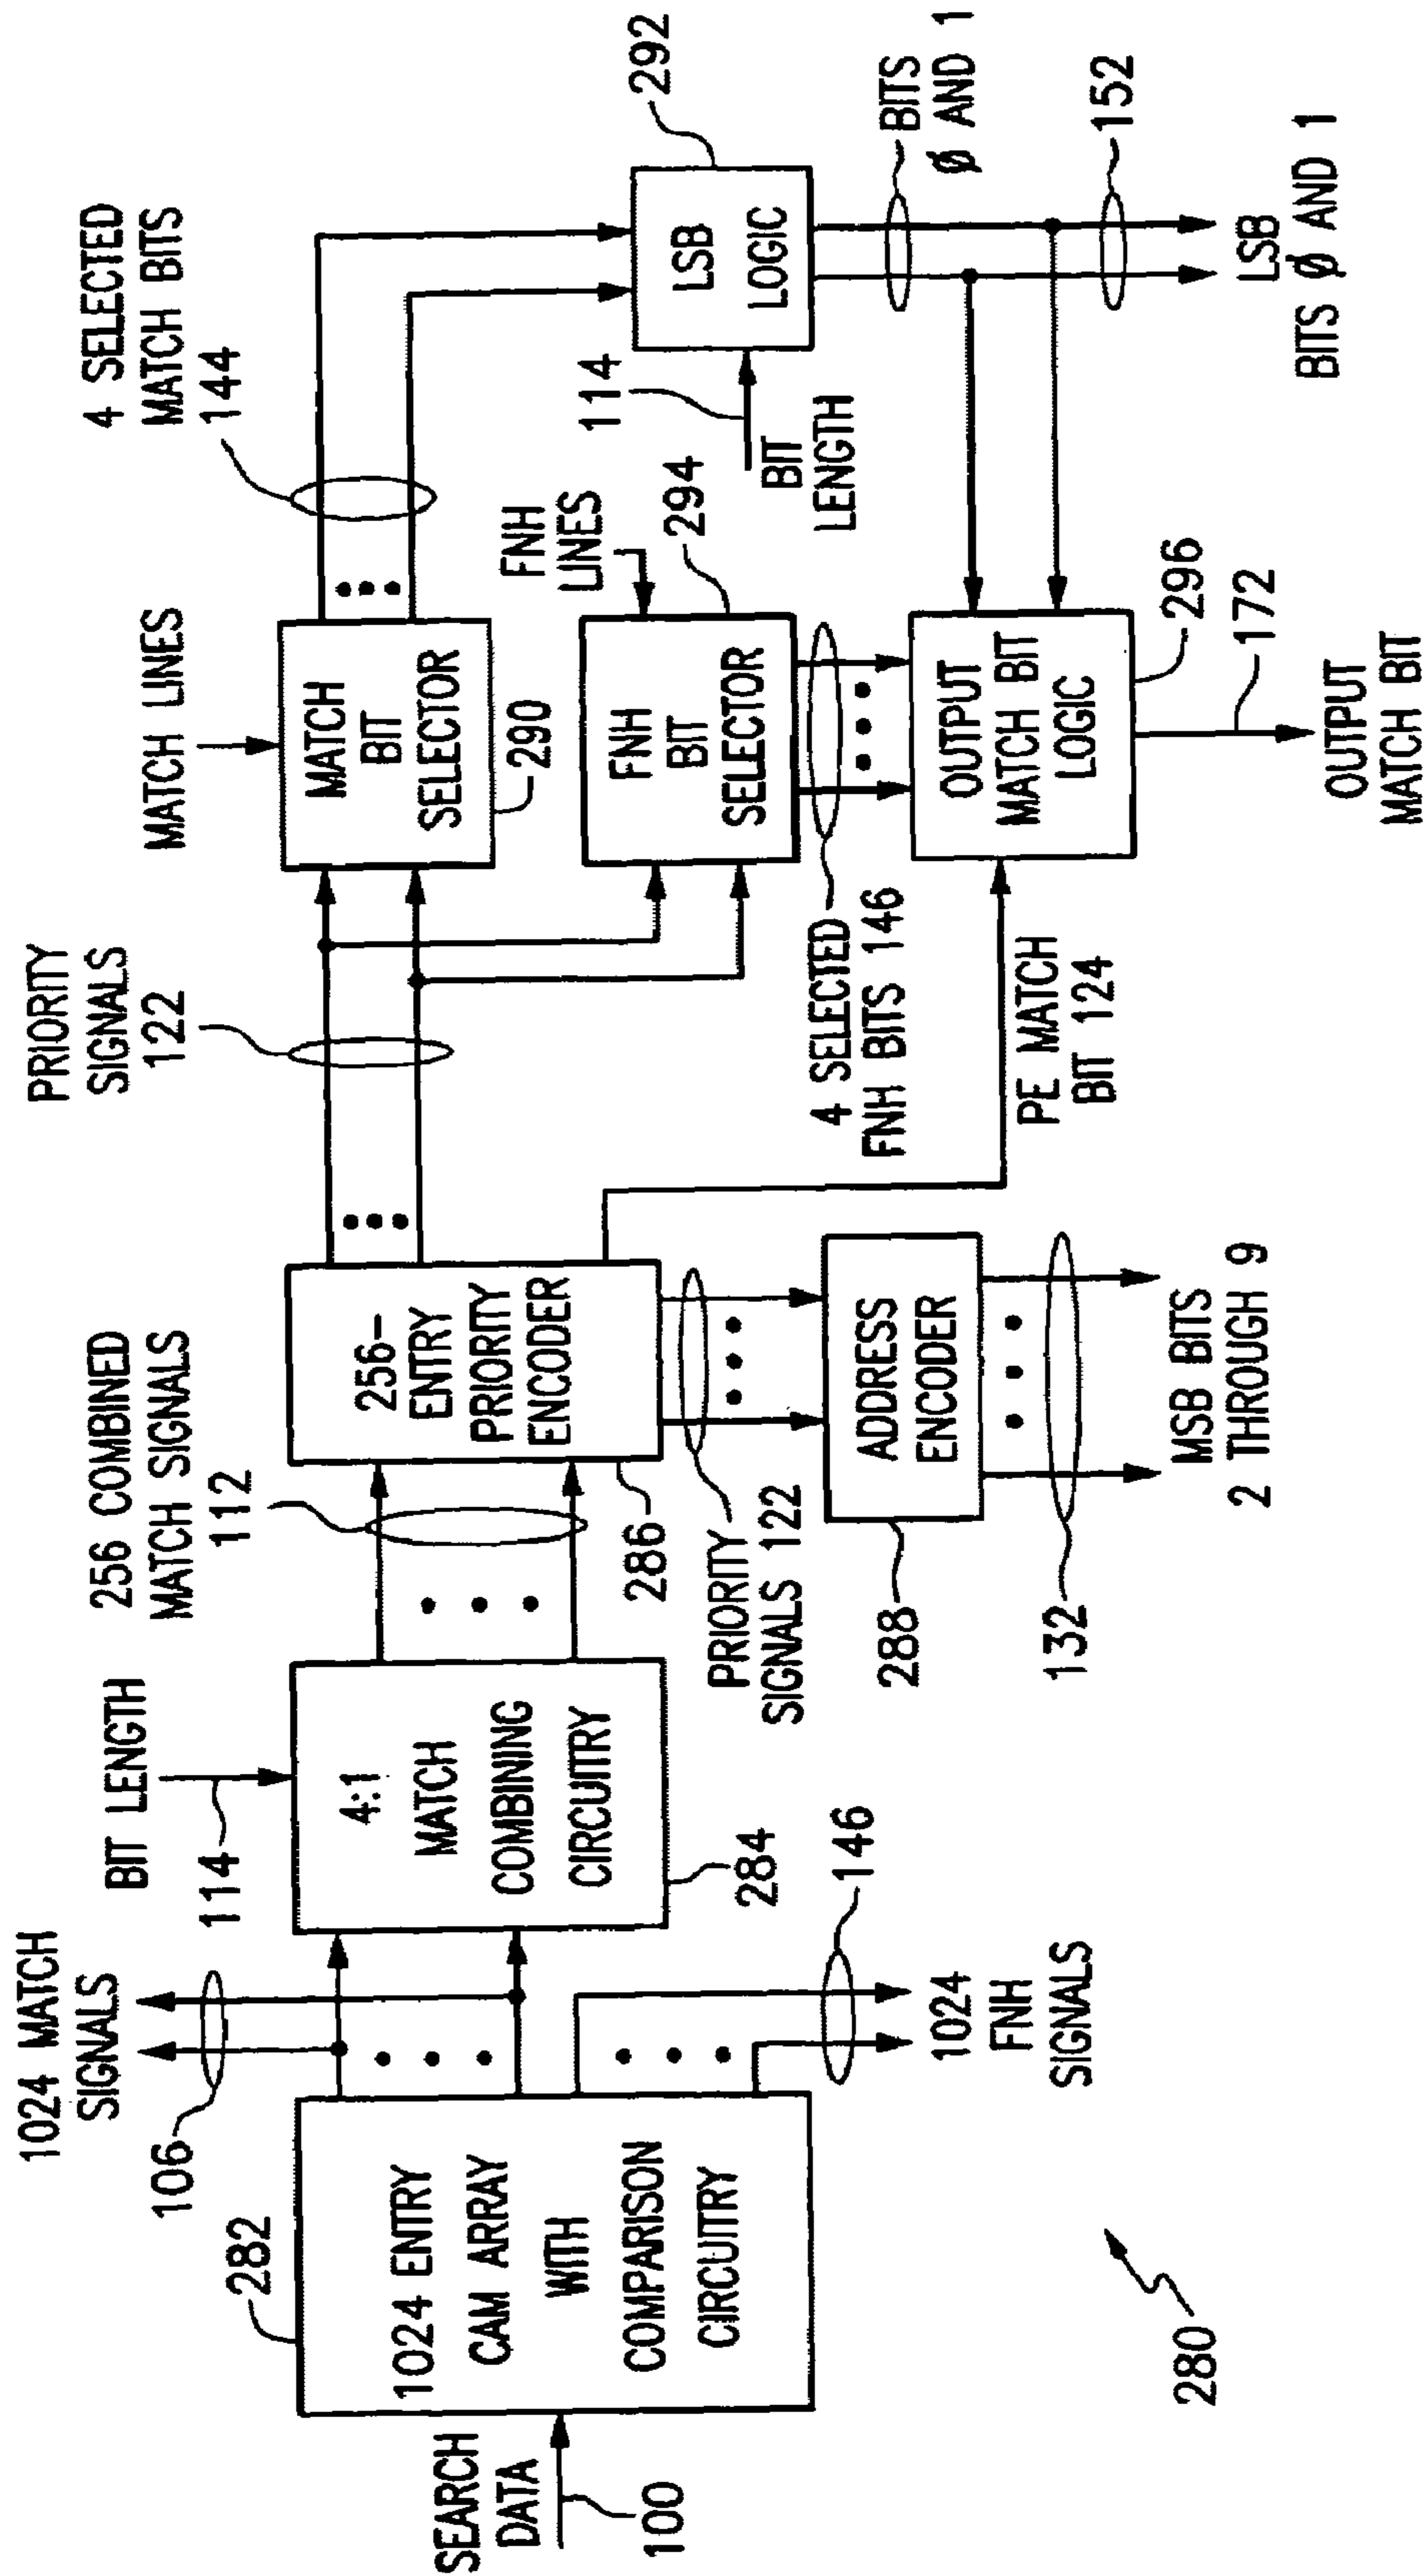 SEARCH
DATA
100
282
1024 ENTRY
CAM ARRAY
WITH
COMPARISON
CIRCUITRY
1024 MATCH
SIGNALS
106
1024
FNH
SIGNALS
146
BIT LENGTH
114
4:1
MATCH
COMBINING
CIRCUITRY
284
256 COMBINED
MATCH SIGNALS
112
256-
ENTRY
PRIORITY
ENCODER
286
PRIORITY
SIGNALS 122
ADDRESS
ENCODER
288
132
MSB BITS
2 THROUGH 9
PRIORITY
SIGNALS
122
PE MATCH
BIT 124
MATCH LINES
MATCH
BIT
SELECTOR
290
FNH
LINES
294
FNH
BIT
SELECTOR
4 SELECTED
FNH BITS 146
OUTPUT
MATCH BIT
LOGIC
296
172
OUTPUT
MATCH BIT
4 SELECTED
MATCH BITS
144
114
BIT
LENGTH
LSB
LOGIC
292
BITS
Ø AND 1
152
LSB
BITS Ø AND 1
280